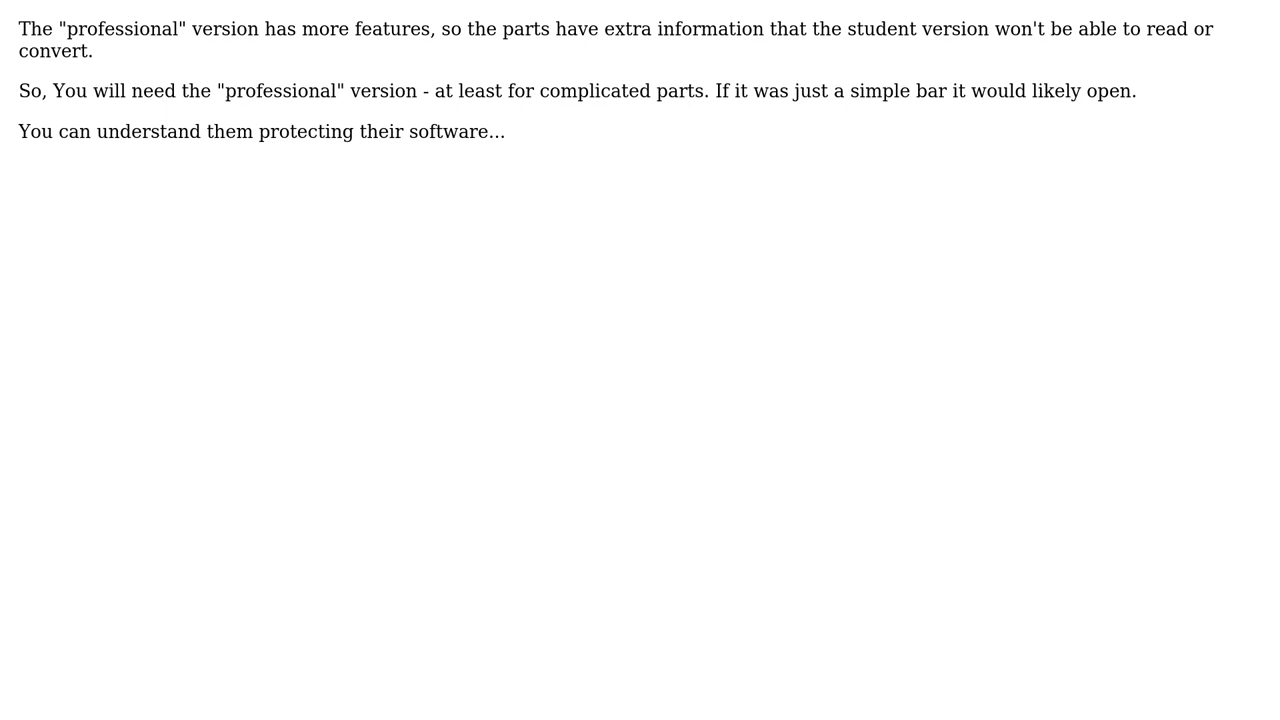 The "professional" version has more features, so the parts have extra information that the student version won't be able to read or
convert.
So, You will need the "professional" version - at least for complicated parts. If it was just a simple bar it would likely open.
You can understand them protecting their software...